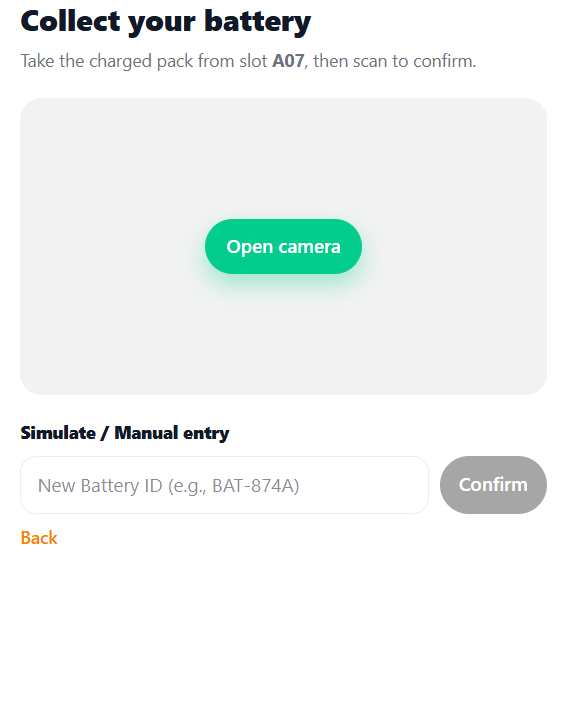 Collect your battery
Take the charged pack from slot A07, then scan to confirm.
Open camera
Simulate / Manual entry
New Battery ID (e.g., BAT-874A)
Confirm
Back